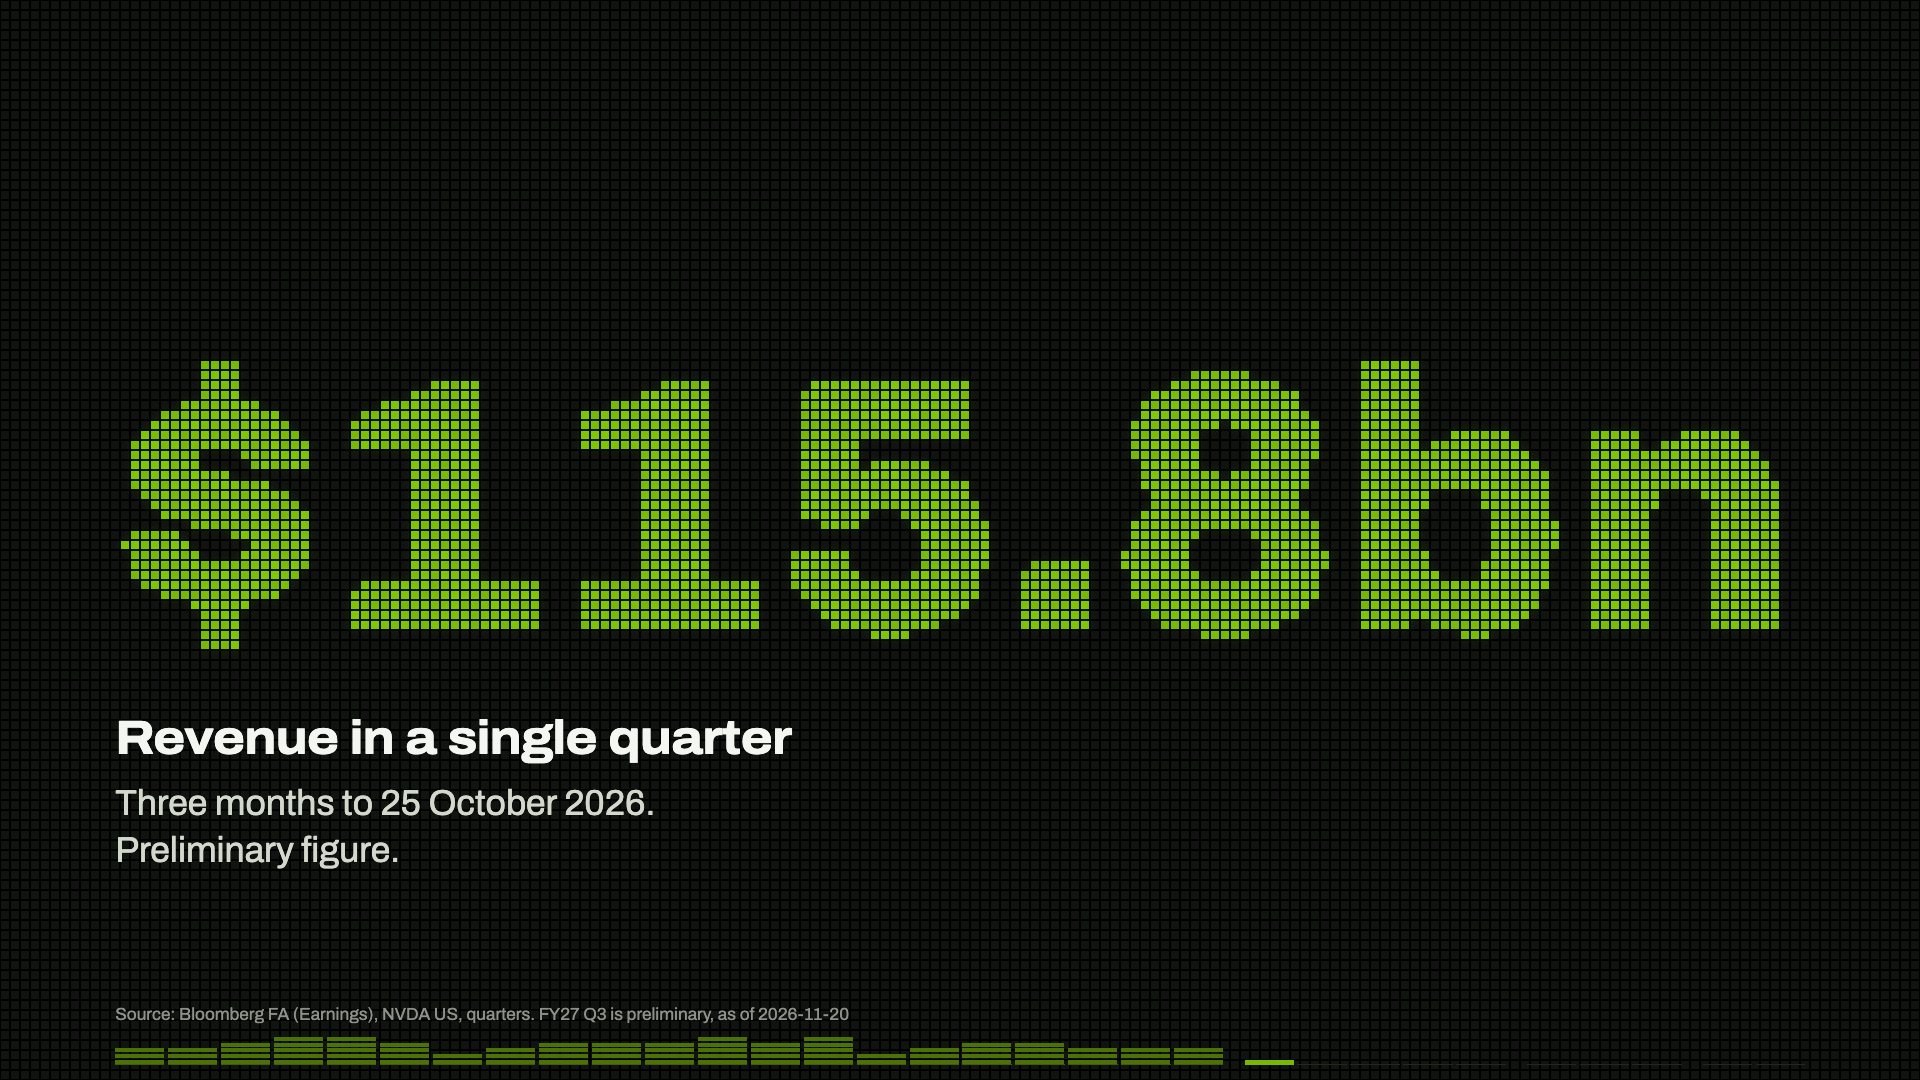 $115.8bn
Revenue in a single quarter
Three months to 25 October 2026.
Preliminary figure.
Source: Bloomberg FA (Earnings), NVDA US, quarters. FY27 Q3 is preliminary, as of 2026-11-20